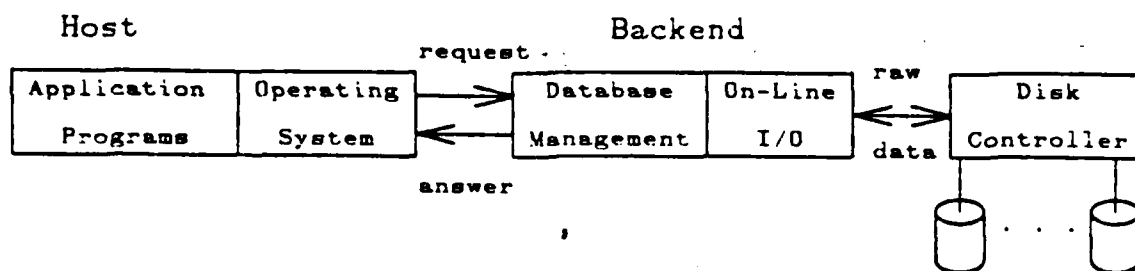 Host
Backend
request
Application Programs
Operating System
Database Management
On-Line I/O
raw
data
Disk Controller
answer
. . .